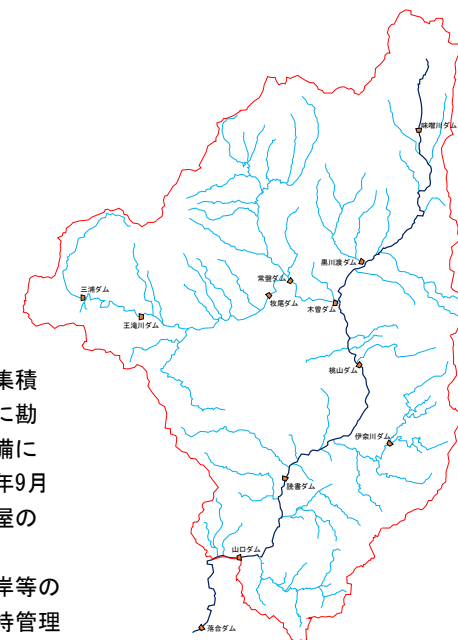 味噌川ダム
黒川渡ダム
常盤ダム
三浦ダム
牧尾ダム
木曽ダム
王滝川ダム
桃山ダム
伊奈川ダム
読書ダム
山口ダム
落合ダム
集積
に勘
備に
年9月
屋の
岸等の
持管理